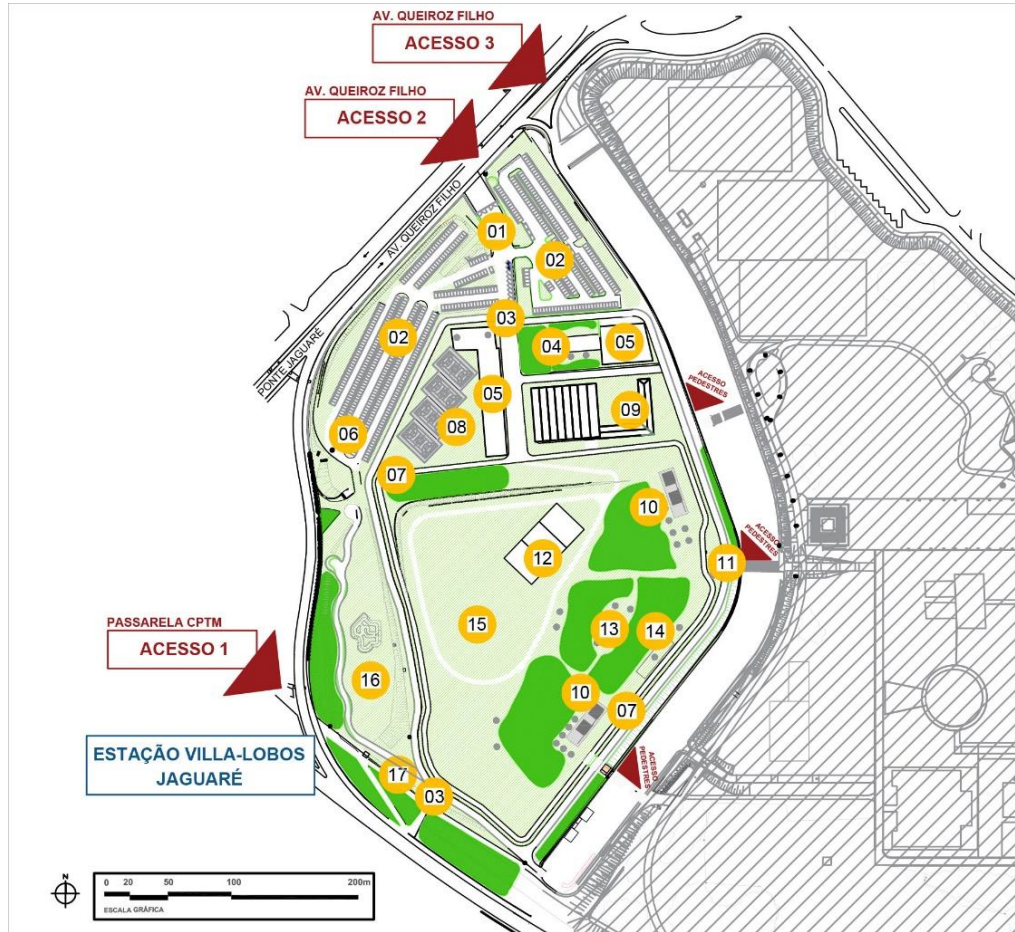 AV. QUEIROZ FILHO
ACESSO 3
AV. QUEIROZ FILHO
ACESSO 2
AV. QUEIROZ FILHO
PONTE JAGUARÉ
01
02
03
02
04
05
05
09
08
06
07
ACESSO
PEDESTRES
10
12
ACESSO
PEDESTRES
11
15
13
14
PASSARELA CPTM
ACESSO 1
16
10
07
ESTAÇÃO VILLA-LOBOS
JAGUARÉ
17
03
ACESSO
PEDESTRES
N
0 20 50 100 200m
ESCALA GRÁFICA